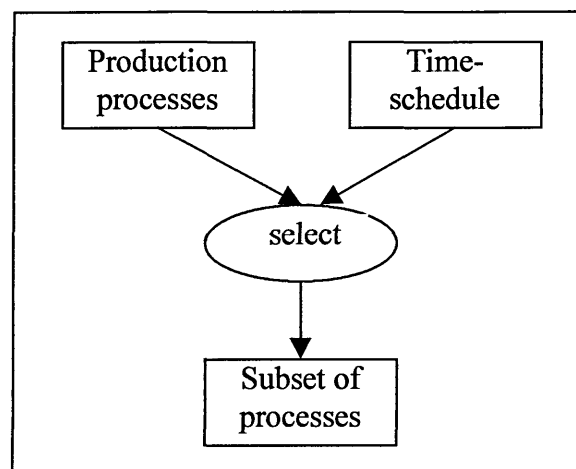 Production
processes
Time-
schedule
select
Subset of
processes